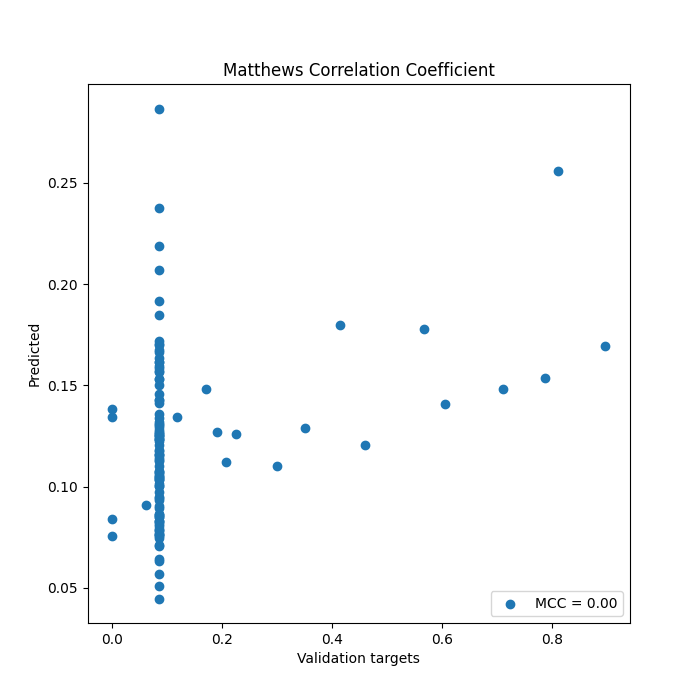 Matthews Correlation Coefficient
0.25
0.20
0.15
0.10
0.05
Predicted
0.0 0.2 0.4 0.6 0.8
Validation targets
MCC = 0.00